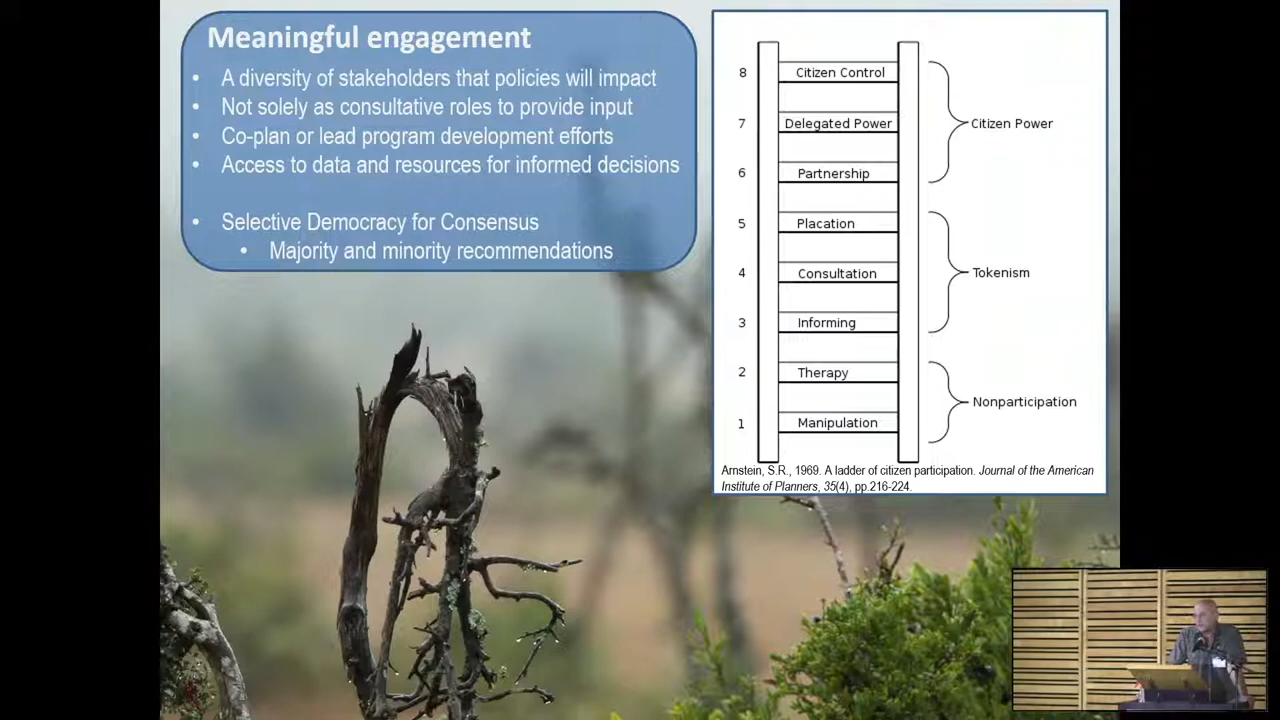 Meaningful engagement
• A diversity of stakeholders that policies will impact
• Not solely as consultative roles to provide input
• Co-plan or lead program development efforts
• Access to data and resources for informed decisions
• Selective Democracy for Consensus
• Majority and minority recommendations
8 Citizen Control
7 Delegated Power
Citizen Power
6 Partnership
5 Placation
4 Consultation
Tokenism
3 Informing
2 Therapy
Nonparticipation
1 Manipulation
Arnstein, S.R., 1969. A ladder of citizen participation. Journal of the American
Institute of Planners, 35(4), pp.216-224.